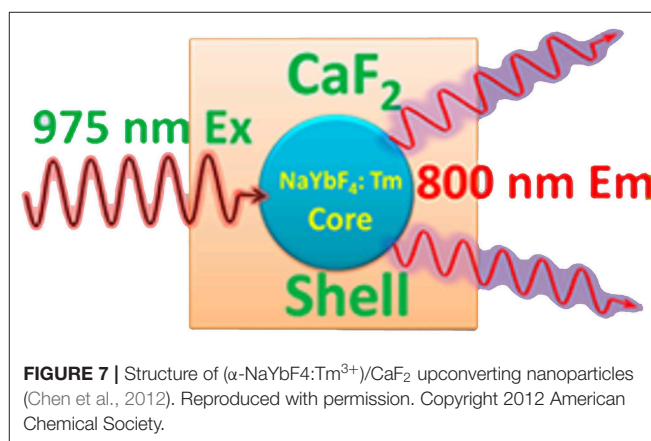 CaF₂
975 nm Ex
NaYbF₄: Tm
Core
800 nm Em
Shell
FIGURE 7 | Structure of (α-NaYbF4:Tm³⁺)/CaF₂ upconverting nanoparticles
(Chen et al., 2012). Reproduced with permission. Copyright 2012 American
Chemical Society.